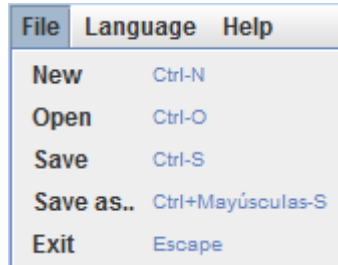 File Language Help
New Ctrl-N
Open Ctrl-O
Save Ctrl-S
Save as.. Ctrl+Mayúsculas-S
Exit Escape